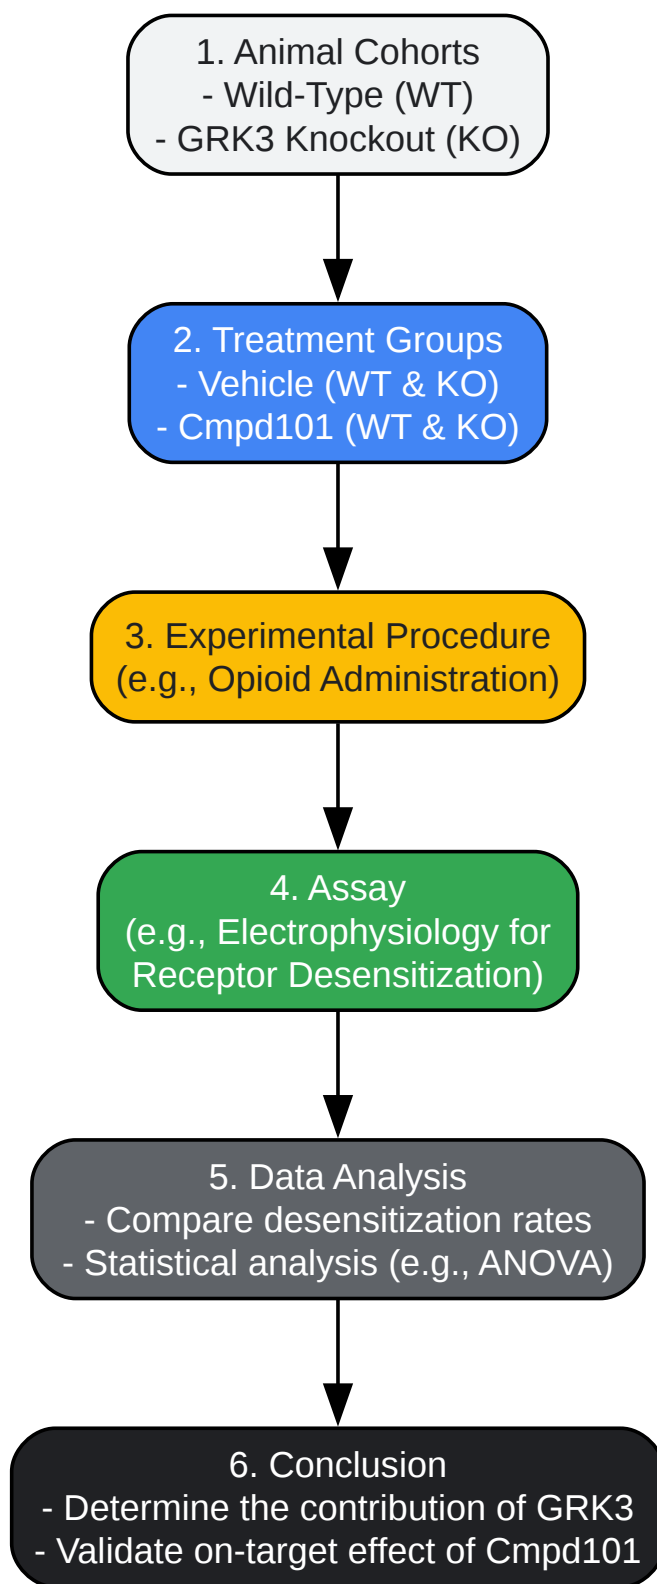 1. Animal Cohorts
- Wild-Type (WT)
- GRK3 Knockout (KO)
2. Treatment Groups
- Vehicle (WT & KO)
- Cmpd101 (WT & KO)
3. Experimental Procedure
(e.g., Opioid Administration)
4. Assay
(e.g., Electrophysiology for
Receptor Desensitization)
5. Data Analysis
- Compare desensitization rates
- Statistical analysis (e.g., ANOVA)
6. Conclusion
- Determine the contribution of GRK3
- Validate on-target effect of Cmpd101